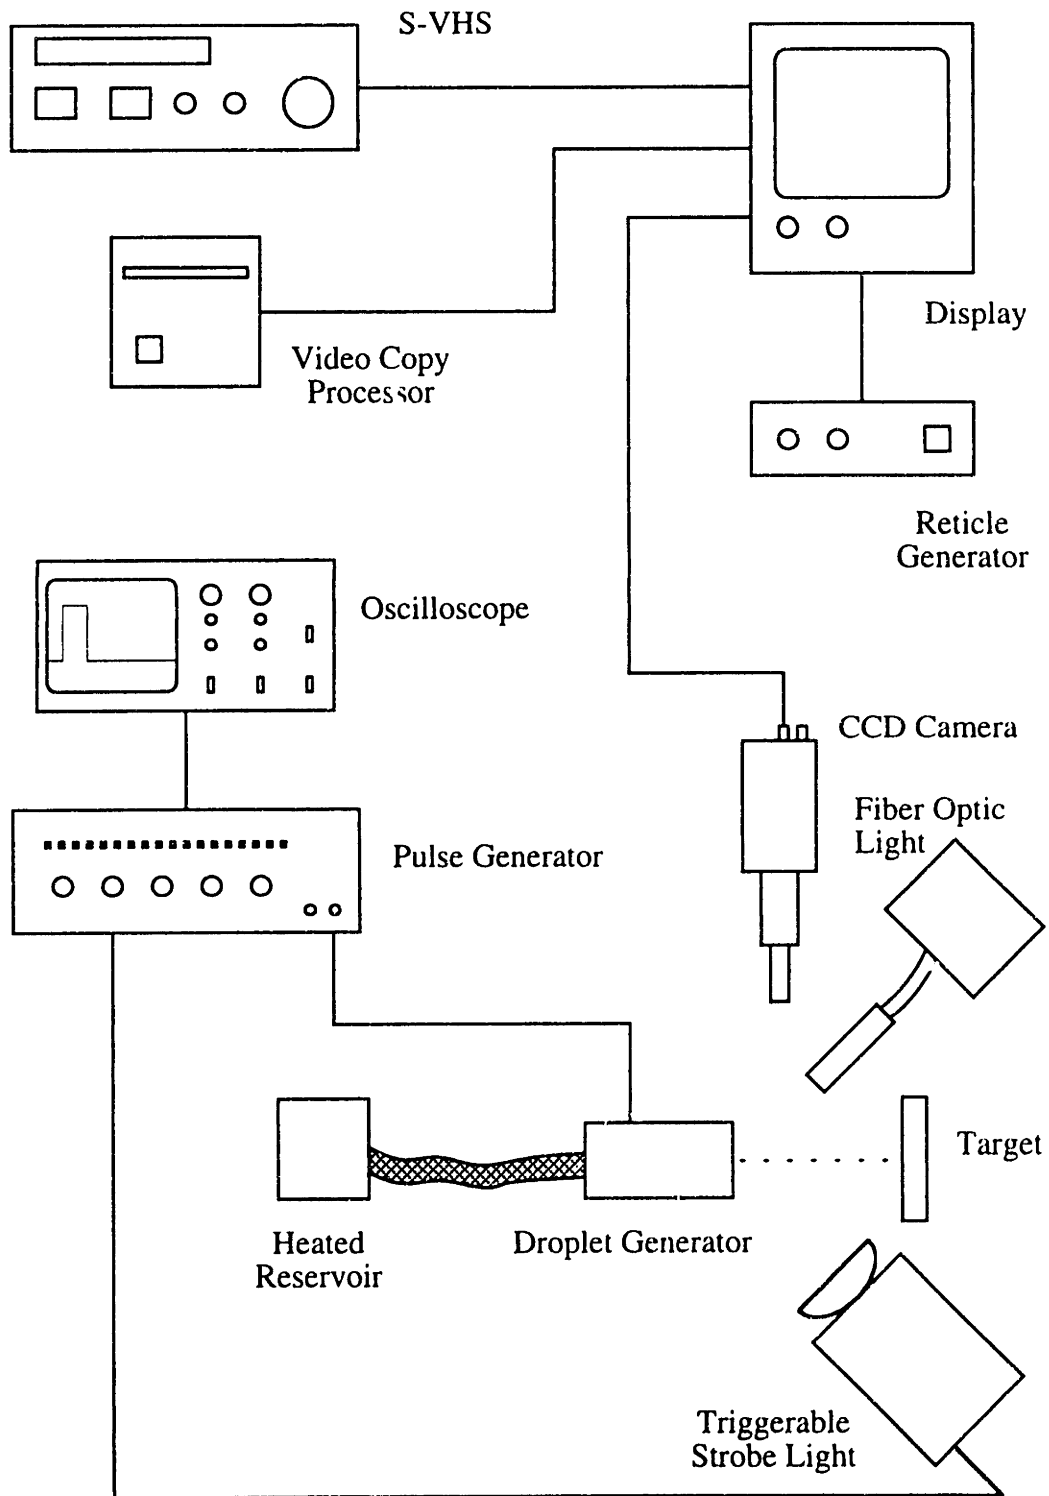 S-VHS
Display
Video Copy
Processor
Reticle
Generator
Oscilloscope
CCD Camera
Fiber Optic
Light
Pulse Generator
Target
Heated
Reservoir
Droplet Generator
Triggerable
Strobe Light